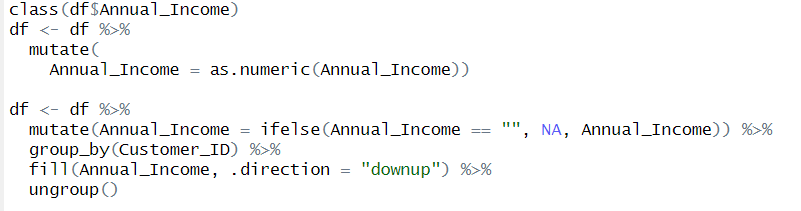 class(df$Annual_Income)
df <- df %>%
  mutate(
    Annual_Income = as.numeric(Annual_Income))

df <- df %>%
  mutate(Annual_Income = ifelse(Annual_Income == "", NA, Annual_Income)) %>%
  group_by(Customer_ID) %>%
  fill(Annual_Income, .direction = "downup") %>%
  ungroup()